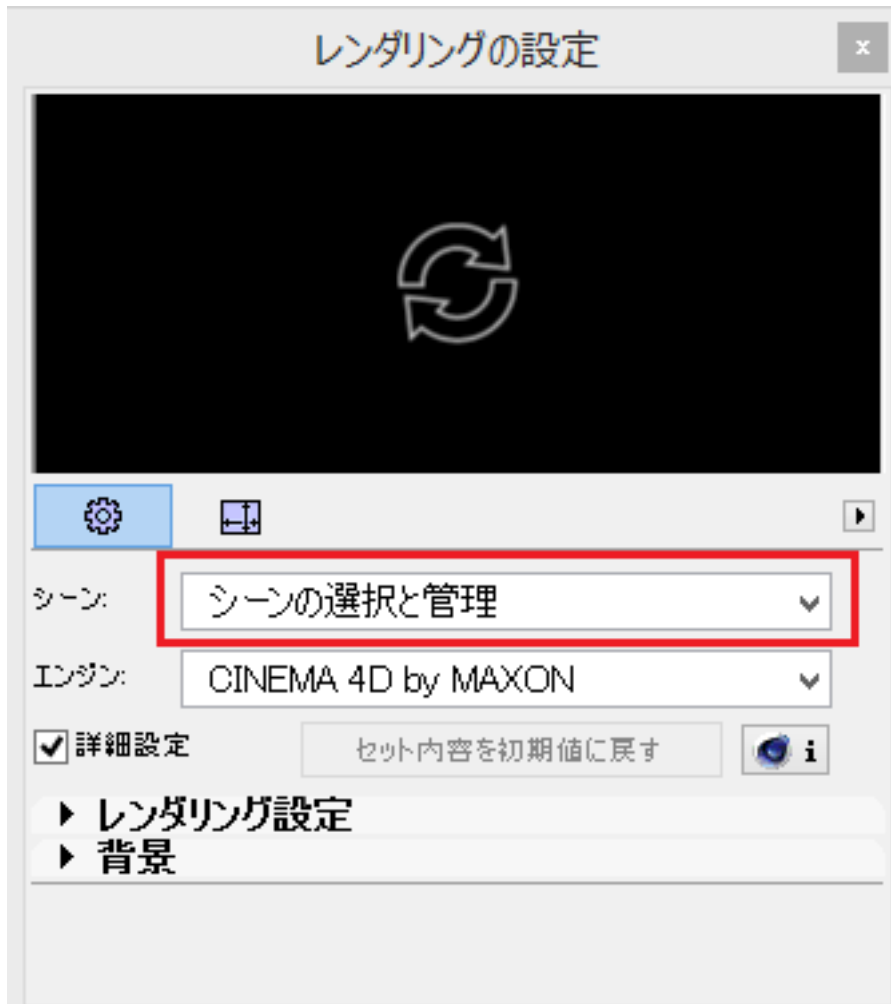 レンダリングの設定
x
シーン: シーンの選択と管理
エンジン: CINEMA 4D by MAXON
詳細設定 セット内容を初期値に戻す i
レンダリング設定
背景